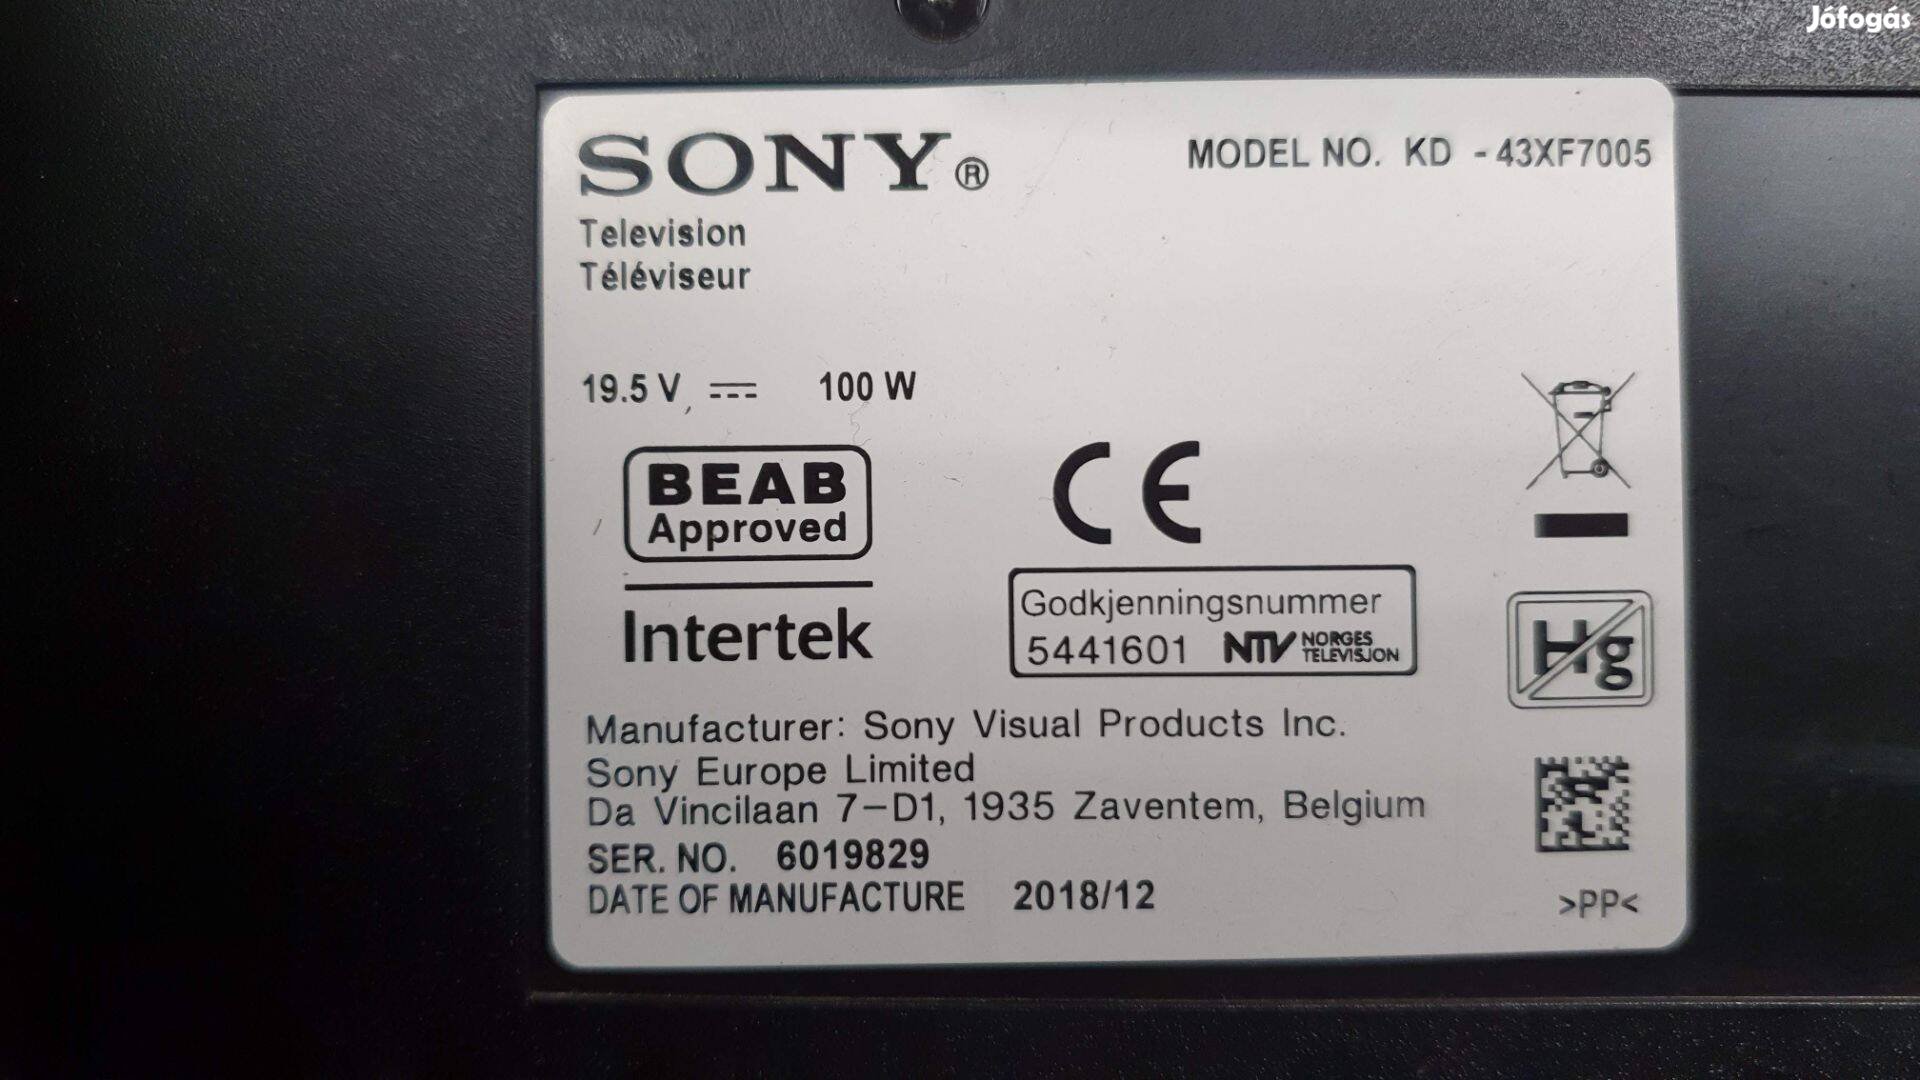 Jófogás
SONY®
MODEL NO. KD - 43XF7005
Television
Téléviseur
19.5 V 100 W
BEAB
Approved
CE
Intertek
Godkjenningsnummer
5441601 NTV NORGES TELEVISJON
Hg
Manufacturer: Sony Visual Products Inc.
Sony Europe Limited
Da Vincilaan 7-D1, 1935 Zaventem, Belgium
SER. NO. 6019829
DATE OF MANUFACTURE 2018/12
>PP<